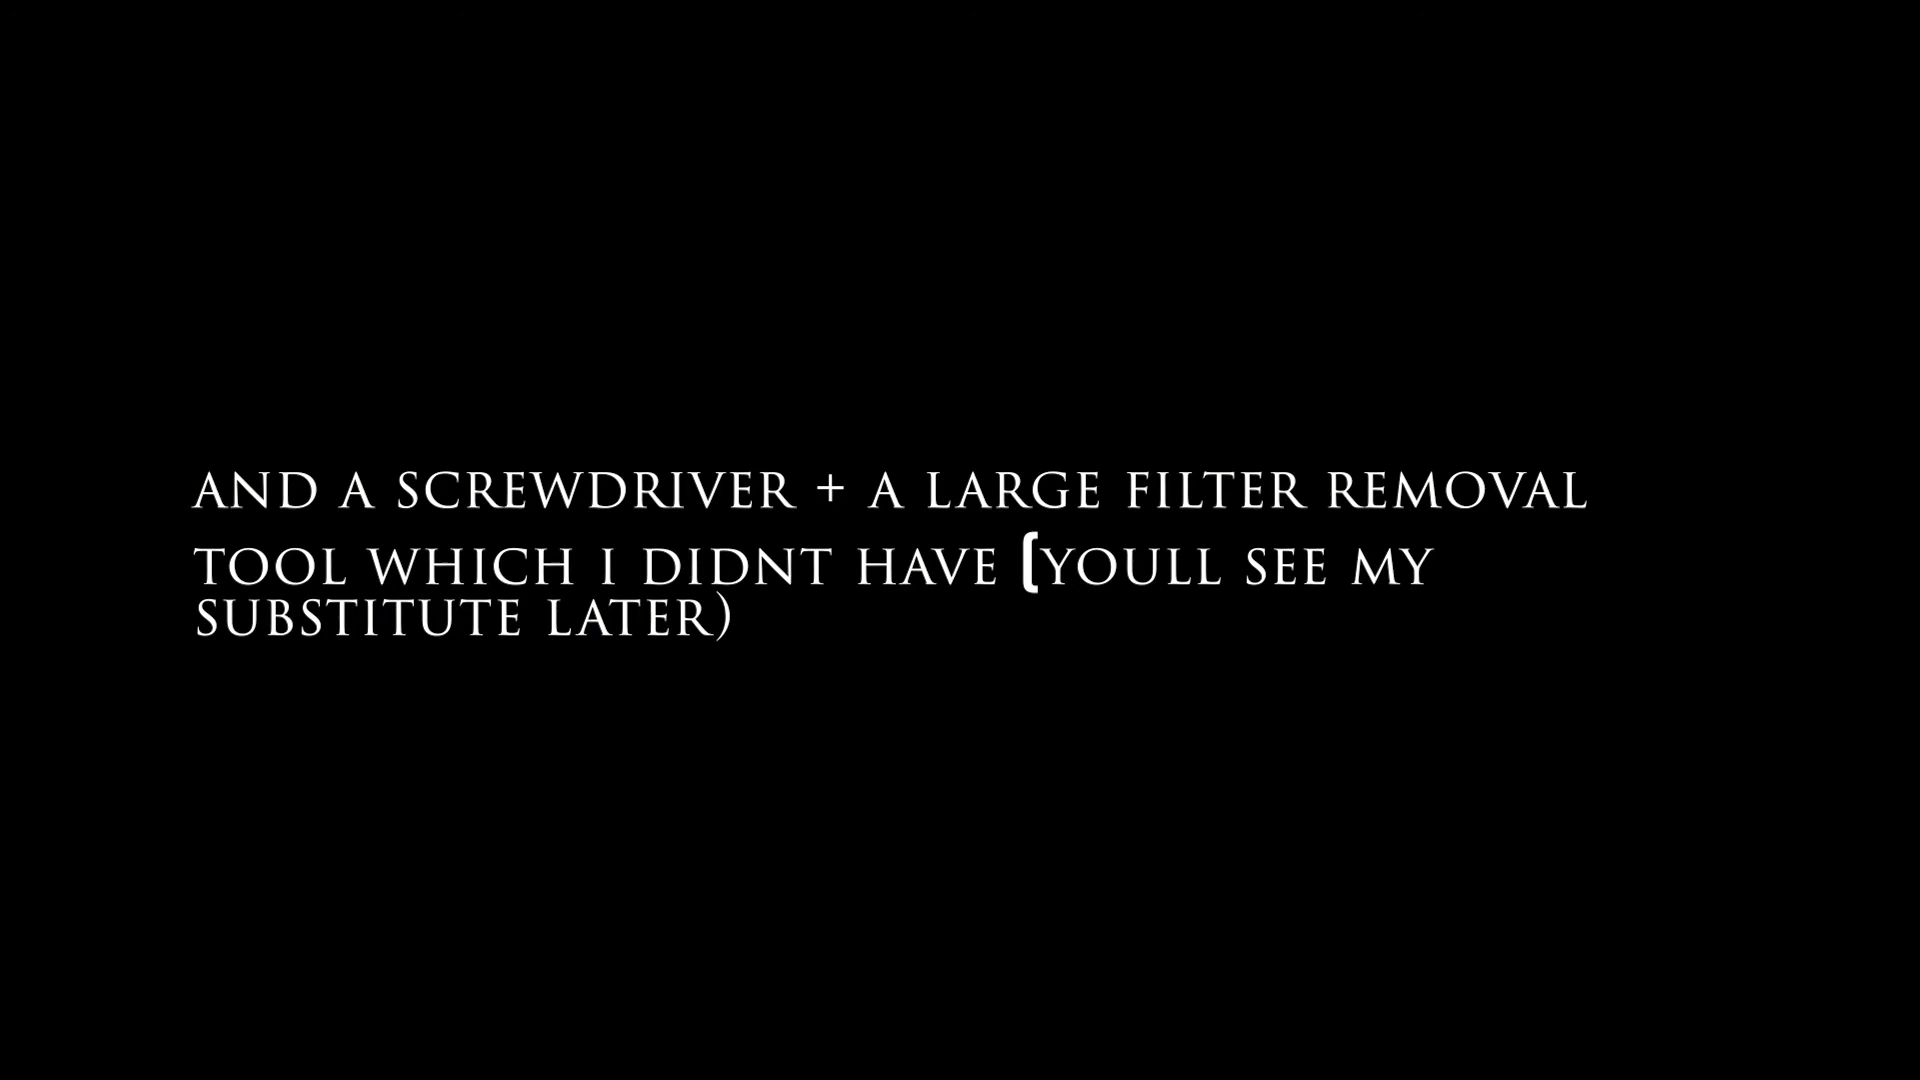 AND A SCREWDRIVER + A LARGE FILTER REMOVAL
TOOL WHICH I DIDNT HAVE (YOULL SEE MY
SUBSTITUTE LATER)